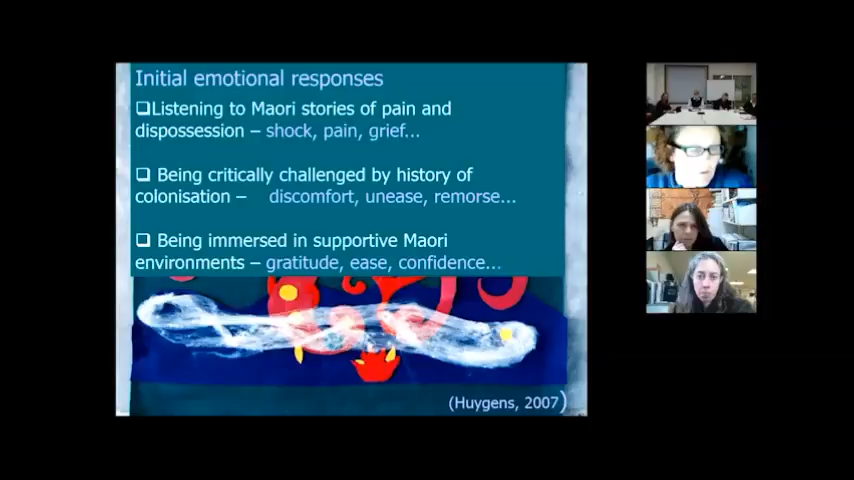 Initial emotional responses
❑Listening to Maori stories of pain and
dispossession – shock, pain, grief...
❑ Being critically challenged by history of
colonisation – discomfort, unease, remorse...
❑ Being immersed in supportive Maori
environments – gratitude, ease, confidence...
(Huygens, 2007)